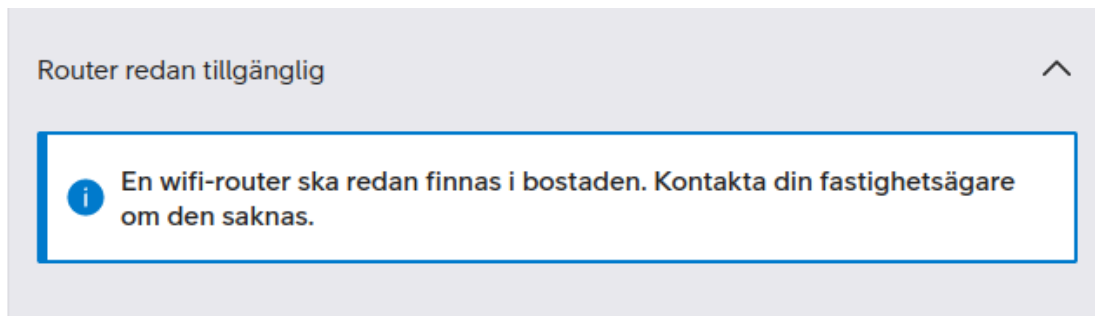 Router redan tillgänglig
En wifi-router ska redan finnas i bostaden. Kontakta din fastighetsägare
om den saknas.